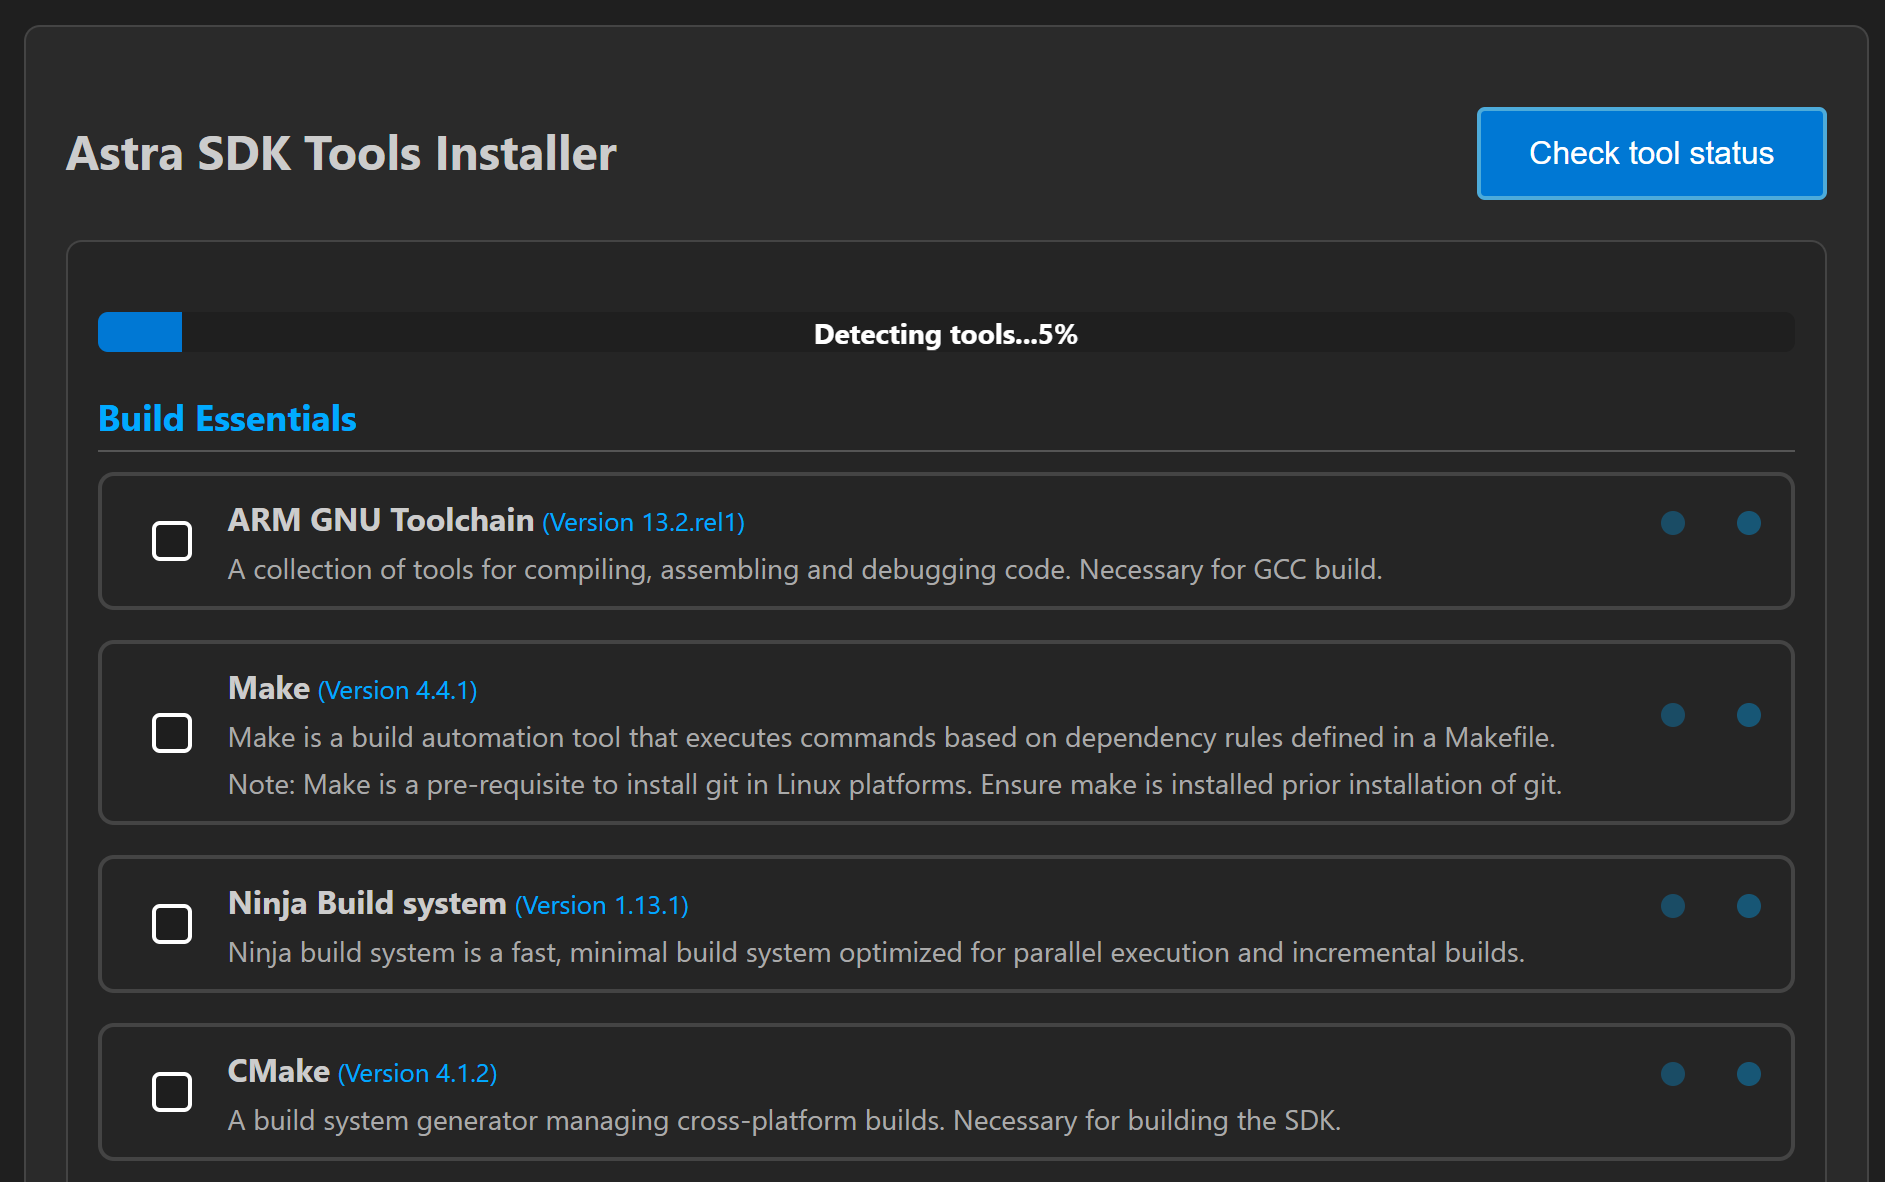 Astra SDK Tools Installer
Check tool status
Detecting tools...5%
Build Essentials
ARM GNU Toolchain (Version 13.2.rel1)
A collection of tools for compiling, assembling and debugging code. Necessary for GCC build.
Make (Version 4.4.1)
Make is a build automation tool that executes commands based on dependency rules defined in a Makefile.
Note: Make is a pre-requisite to install git in Linux platforms. Ensure make is installed prior installation of git.
Ninja Build system (Version 1.13.1)
Ninja build system is a fast, minimal build system optimized for parallel execution and incremental builds.
CMake (Version 4.1.2)
A build system generator managing cross-platform builds. Necessary for building the SDK.